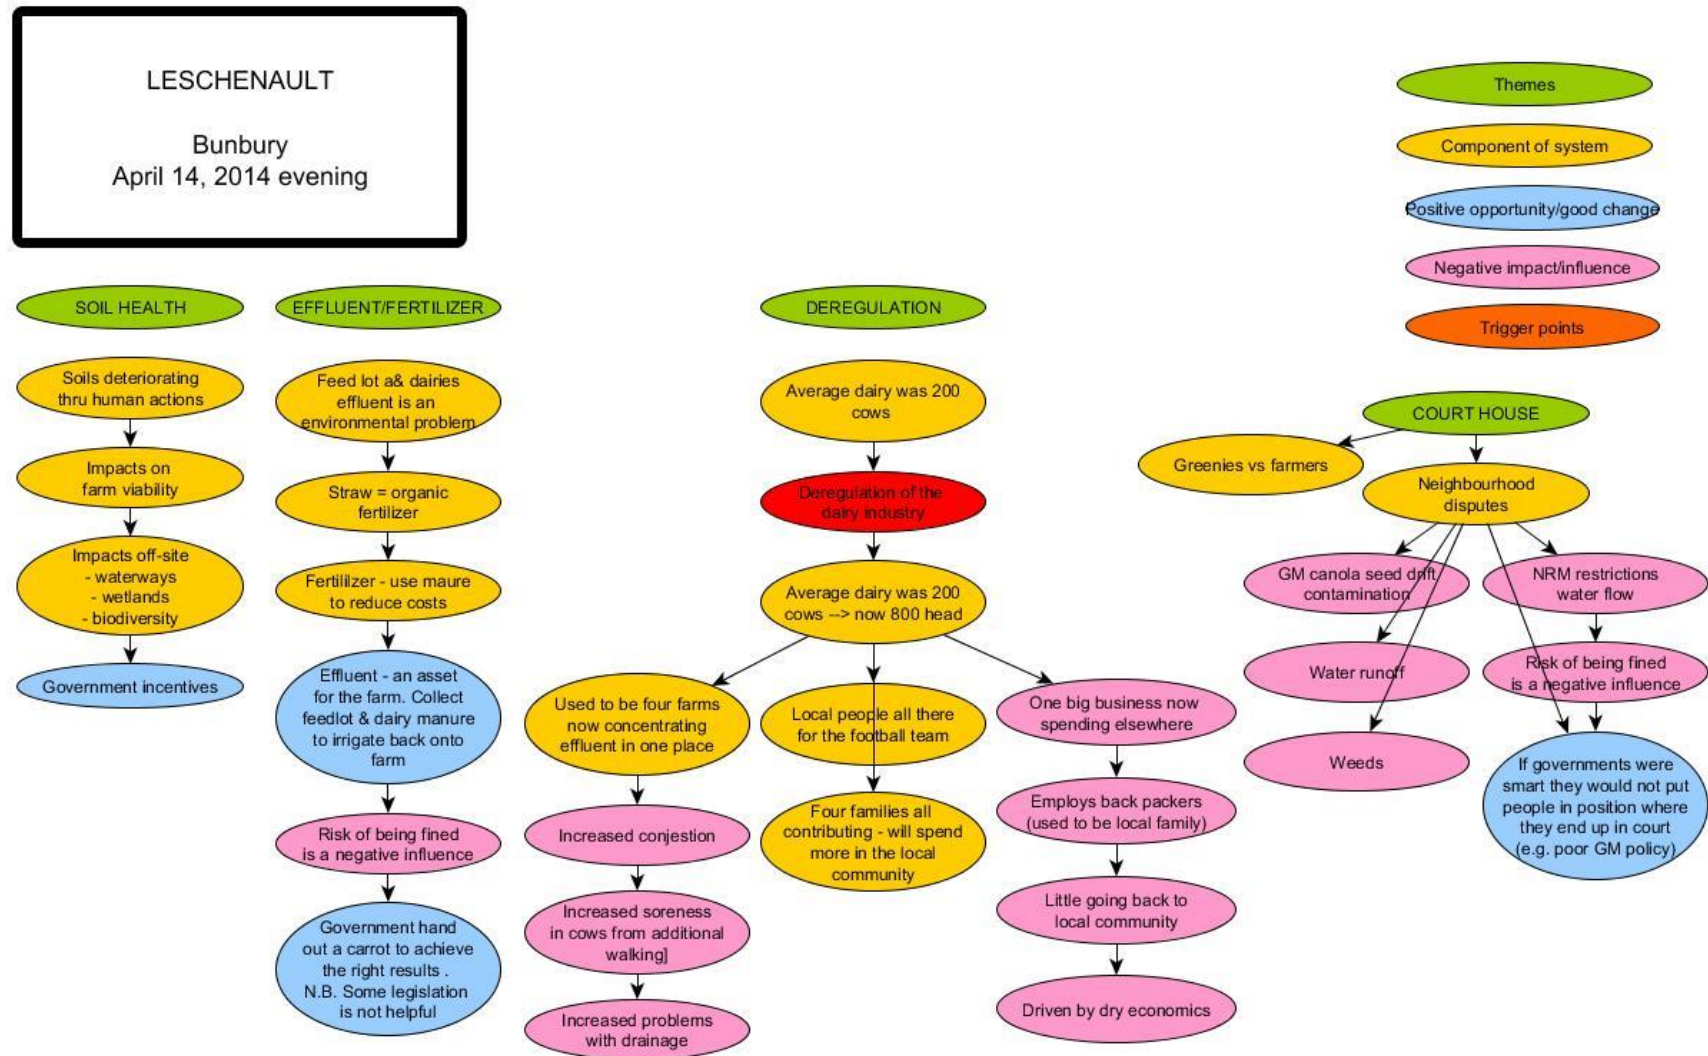 LESCHENAULT
Bunbury
April 14, 2014 evening
Themes
Component of system
Positive opportunity/good change
Negative impact/influence
Trigger points
SOIL HEALTH
Soils deteriorating
thru human actions
Impacts on
farm viability
Impacts off-site
- waterways
- wetlands
- biodiversity
Government incentives
EFFLUENT/FERTILIZER
Feed lot a& dairies
effluent is an
environmental problem
Straw = organic
fertilizer
Fertililzer - use maure
to reduce costs
Effluent - an asset
for the farm. Collect
feedlot & dairy manure
to irrigate back onto
farm
Risk of being fined
is a negative influence
Government hand
out a carrot to achieve
the right results .
N.B. Some legislation
is not helpful
DEREGULATION
Average dairy was 200
cows
Deregulation of the
dairy industry
Average dairy was 200
cows --> now 800 head
Used to be four farms
now concentrating
effluent in one place
Increased conjestion
Increased soreness
in cows from additional
walking]
Increased problems
with drainage
Local people all there
for the football team
Four families all
contributing - will spend
more in the local
community
One big business now
spending elsewhere
Employs back packers
(used to be local family)
Little going back to
local community
Driven by dry economics
COURT HOUSE
Greenies vs farmers
Neighbourhood
disputes
GM canola seed drift
contamination
Water runoff
Weeds
NRM restrictions
water flow
Risk of being fined
is a negative influence
If governments were
smart they would not put
people in position where
they end up in court
(e.g. poor GM policy)